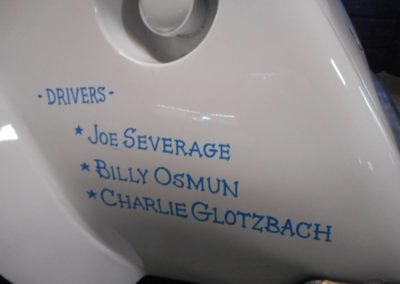 - DRIVERS -
* JOE SEVERAGE
* BILLY OSMUN
* CHARLIE GLOTZBACH